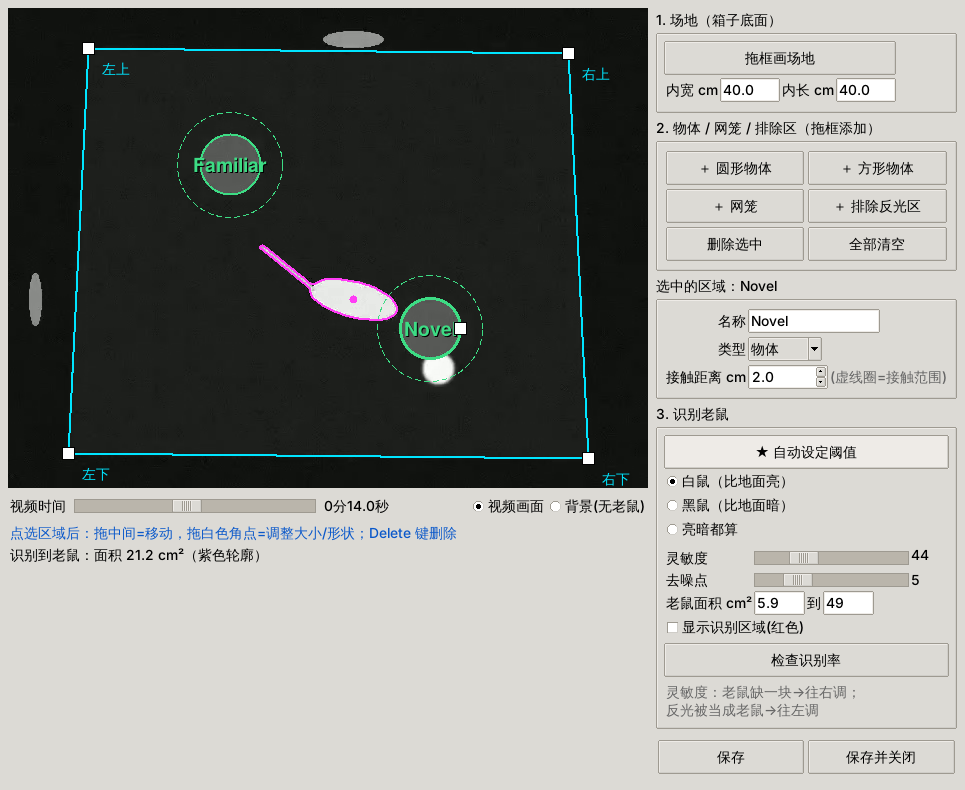 1. 场地（箱子底面）
拖框画场地
内宽 cm 40.0 内长 cm 40.0
左上
右上
Familiar
Novel
左下
右下
2. 物体 / 网笼 / 排除区（拖框添加）
＋ 圆形物体
＋ 方形物体
＋ 网笼
＋ 排除反光区
删除选中
全部清空
选中的区域：Novel
名称 Novel
类型 物体
接触距离 cm 2.0 (虚线圈=接触范围)
3. 识别老鼠
★ 自动设定阈值
白鼠（比地面亮）
黑鼠（比地面暗）
亮暗都算
灵敏度 44
去噪点 5
老鼠面积 cm² 5.9 到 49
显示识别区域(红色)
检查识别率
灵敏度：老鼠缺一块→往右调；
反光被当成老鼠→往左调
保存
保存并关闭
视频时间 0分14.0秒 视频画面 背景(无老鼠)
点选区域后：拖中间=移动，拖白色角点=调整大小/形状；Delete 键删除
识别到老鼠：面积 21.2 cm²（紫色轮廓）